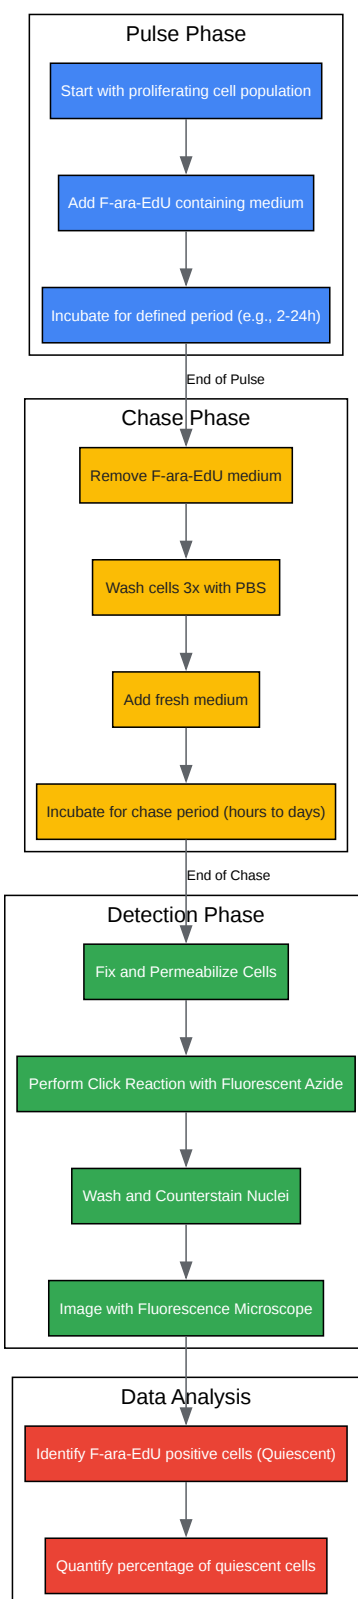 Pulse Phase
Start with proliferating cell population
Add F-ara-EdU containing medium
Incubate for defined period (e.g., 2-24h)
End of Pulse
Chase Phase
Remove F-ara-EdU medium
Wash cells 3x with PBS
Add fresh medium
Incubate for chase period (hours to days)
End of Chase
Detection Phase
Fix and Permeabilize Cells
Perform Click Reaction with Fluorescent Azide
Wash and Counterstain Nuclei
Image with Fluorescence Microscope
Data Analysis
Identify F-ara-EdU positive cells (Quiescent)
Quantify percentage of quiescent cells